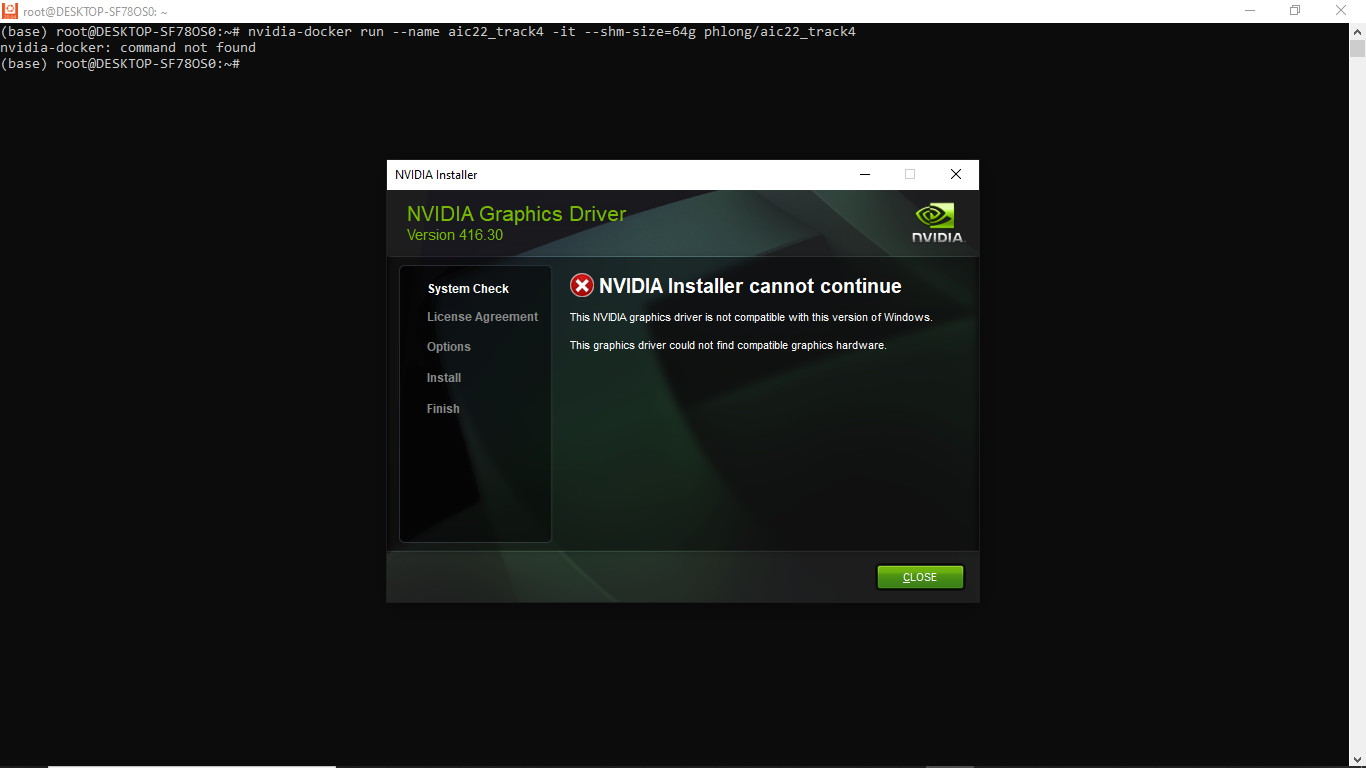 root@DESKTOP-SF78OS0: ~
(base) root@DESKTOP-SF78OS0:~# nvidia-docker run --name aic22_track4 -it --shm-size=64g phlong/aic22_track4
nvidia-docker: command not found
(base) root@DESKTOP-SF78OS0:~#
NVIDIA Installer
NVIDIA Graphics Driver
Version 416.30
NVIDIA.
System Check
License Agreement
Options
Install
Finish
NVIDIA Installer cannot continue
This NVIDIA graphics driver is not compatible with this version of Windows.
This graphics driver could not find compatible graphics hardware.
CLOSE